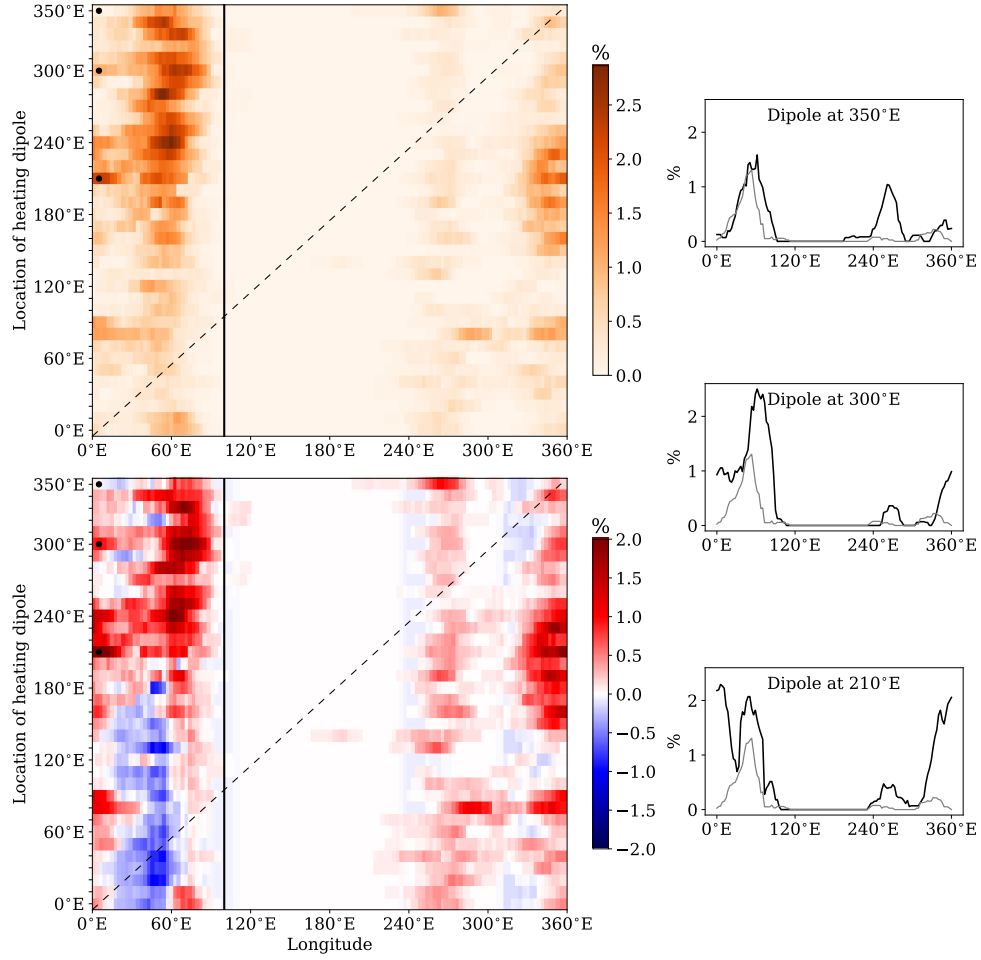 350°E
300°E
240°E
180°E
120°E
60°E
0°E
Location of heating dipole
0°E 60°E 120°E 180°E 240°E 300°E 360°E
%
2.5
2.0
1.5
1.0
0.5
0.0
350°E
300°E
240°E
180°E
120°E
60°E
0°E
Location of heating dipole
0°E 60°E 120°E 180°E 240°E 300°E 360°E
Longitude
%
2.0
1.5
1.0
0.5
0.0
−0.5
−1.0
−1.5
−2.0
Dipole at 350°E
%
2
1
0
0°E 120°E 240°E 360°E
Dipole at 300°E
%
2
1
0
0°E 120°E 240°E 360°E
Dipole at 210°E
%
2
1
0
0°E 120°E 240°E 360°E